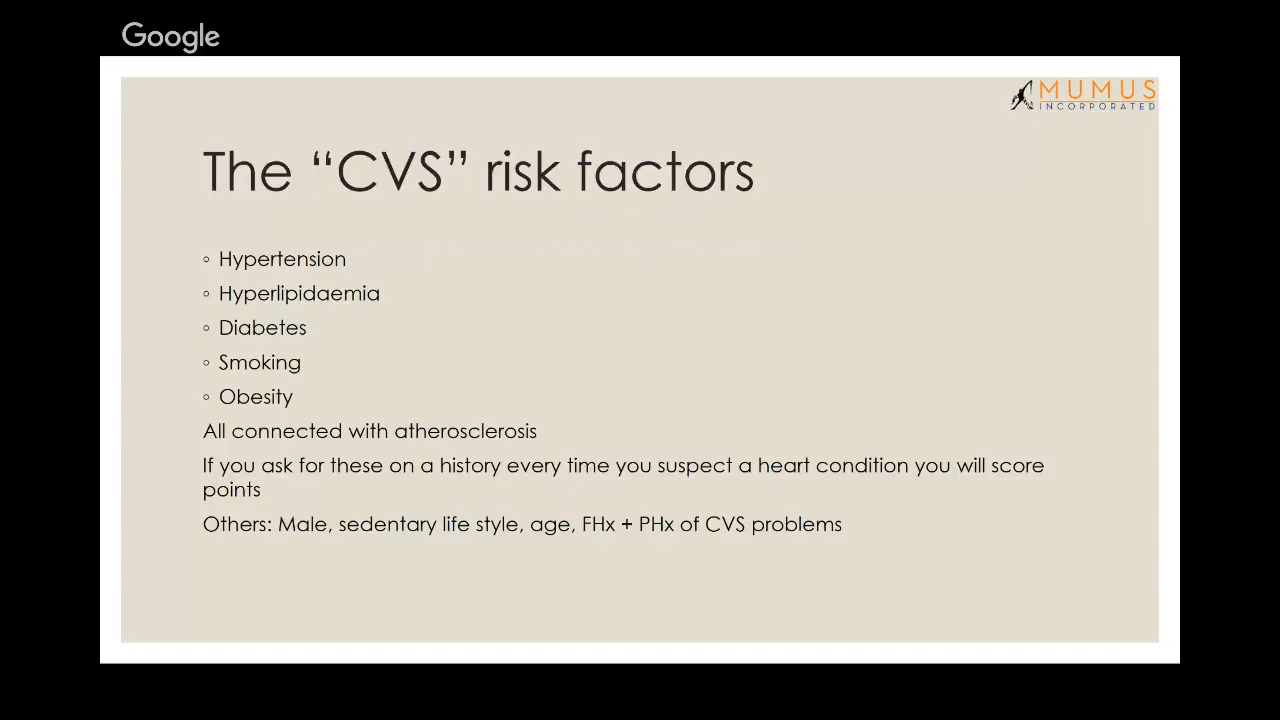 Google
MUMUS
INCORPORATED
The “CVS” risk factors
◦ Hypertension
◦ Hyperlipidaemia
◦ Diabetes
◦ Smoking
◦ Obesity
All connected with atherosclerosis
If you ask for these on a history every time you suspect a heart condition you will score
points
Others: Male, sedentary life style, age, FHx + PHx of CVS problems